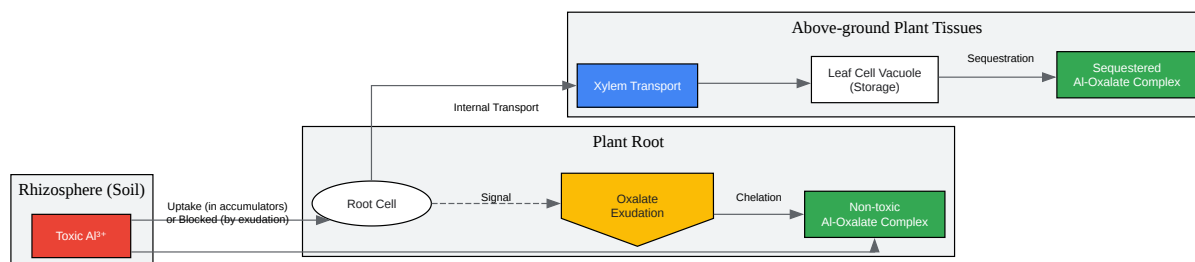 Above-ground Plant Tissues
Xylem Transport
Leaf Cell Vacuole
(Storage)
Sequestration
Sequestered
Al-Oxalate Complex
Internal Transport
Plant Root
Rhizosphere (Soil)
Toxic Al³⁺
Uptake (in accumulators)
or Blocked (by exudation)
Root Cell
Signal
Oxalate
Exudation
Chelation
Non-toxic
Al-Oxalate Complex